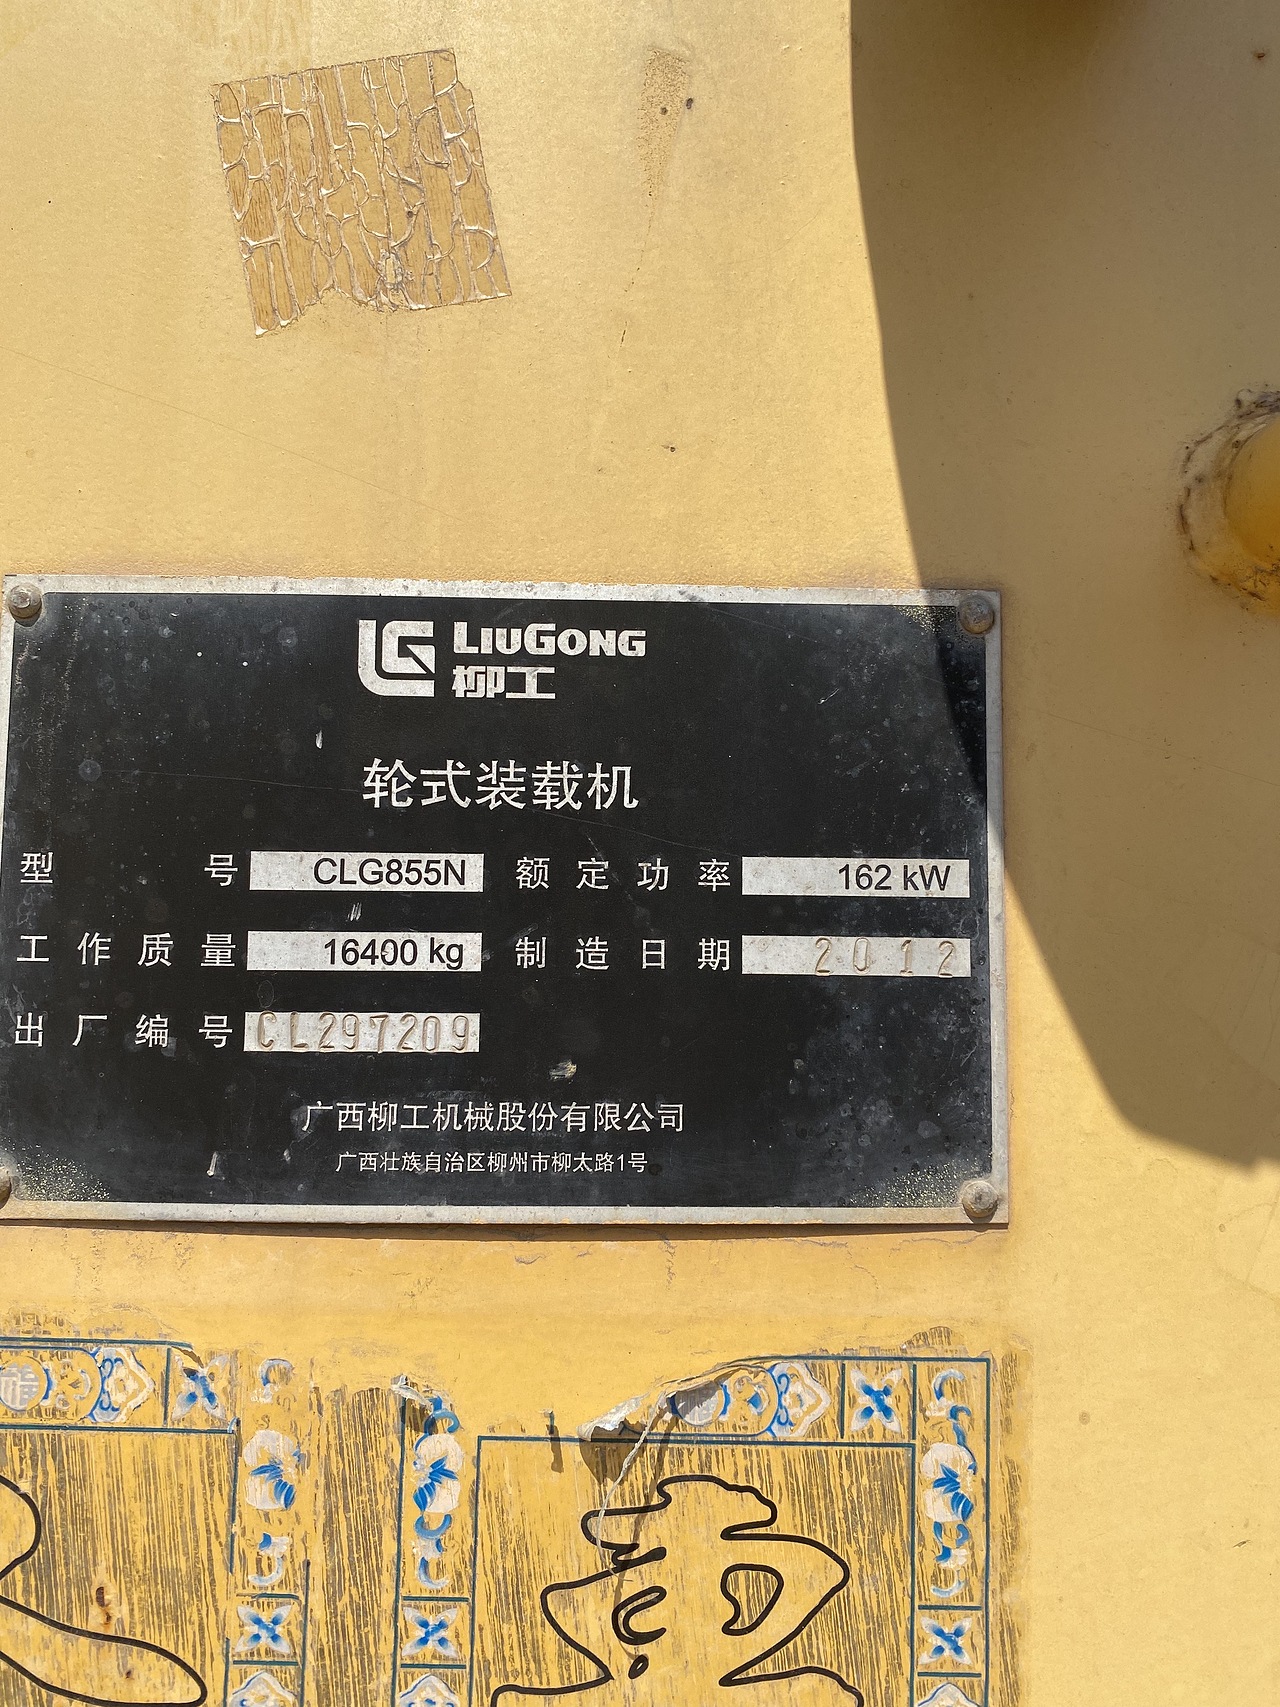 LG LIUGONG
柳工
轮式装载机
型号 CLG855N 额定功率 162 kW
工作质量 16400 kg 制造日期 2012
出厂编号 CL297209
广西柳工机械股份有限公司
广西壮族自治区柳州市柳太路1号